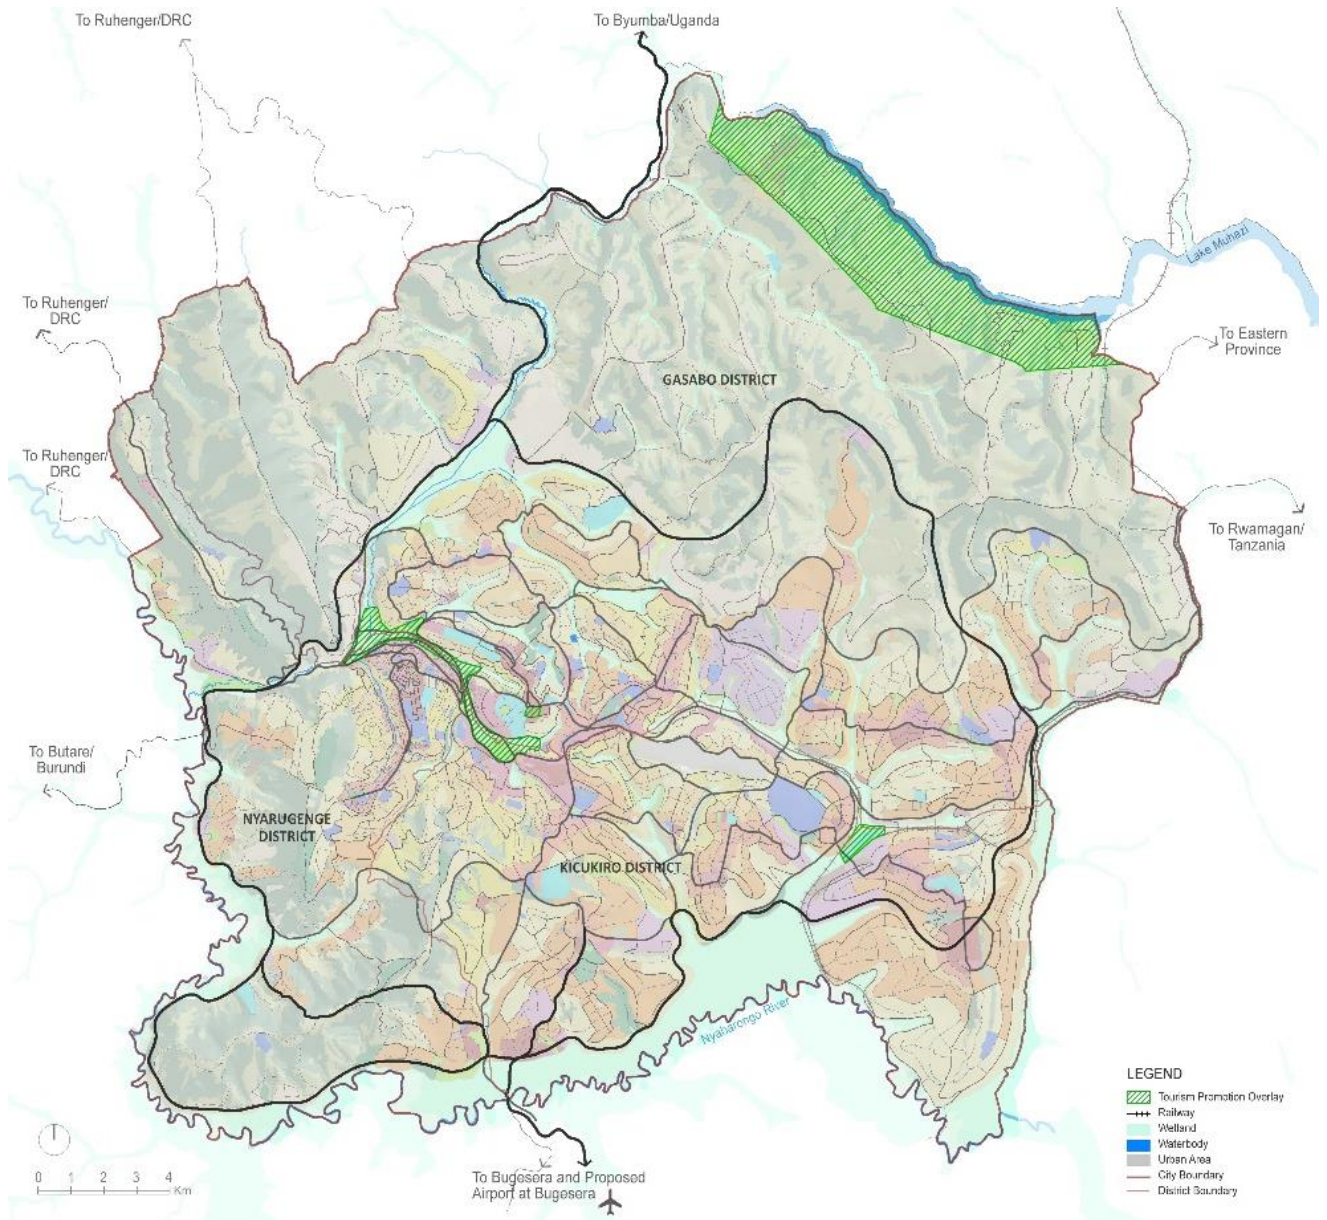 To Ruhenger/DRC
To Byumba/Uganda
Lake Muhazi
To Ruhenger/
DRC
To Eastern
Province
GASABO DISTRICT
To Ruhenger/
DRC
To Rwamagan/
Tanzania
To Butare/
Burundi
NYARUGENGE
DISTRICT
KICUKIRO DISTRICT
Nyabarongo River
LEGEND
Tourism Promotion Overlay
Railway
Wetland
Waterbody
Urban Area
City Boundary
District Boundary
0 1 2 3 4
Km
To Bugesera and Proposed
Airport at Bugesera